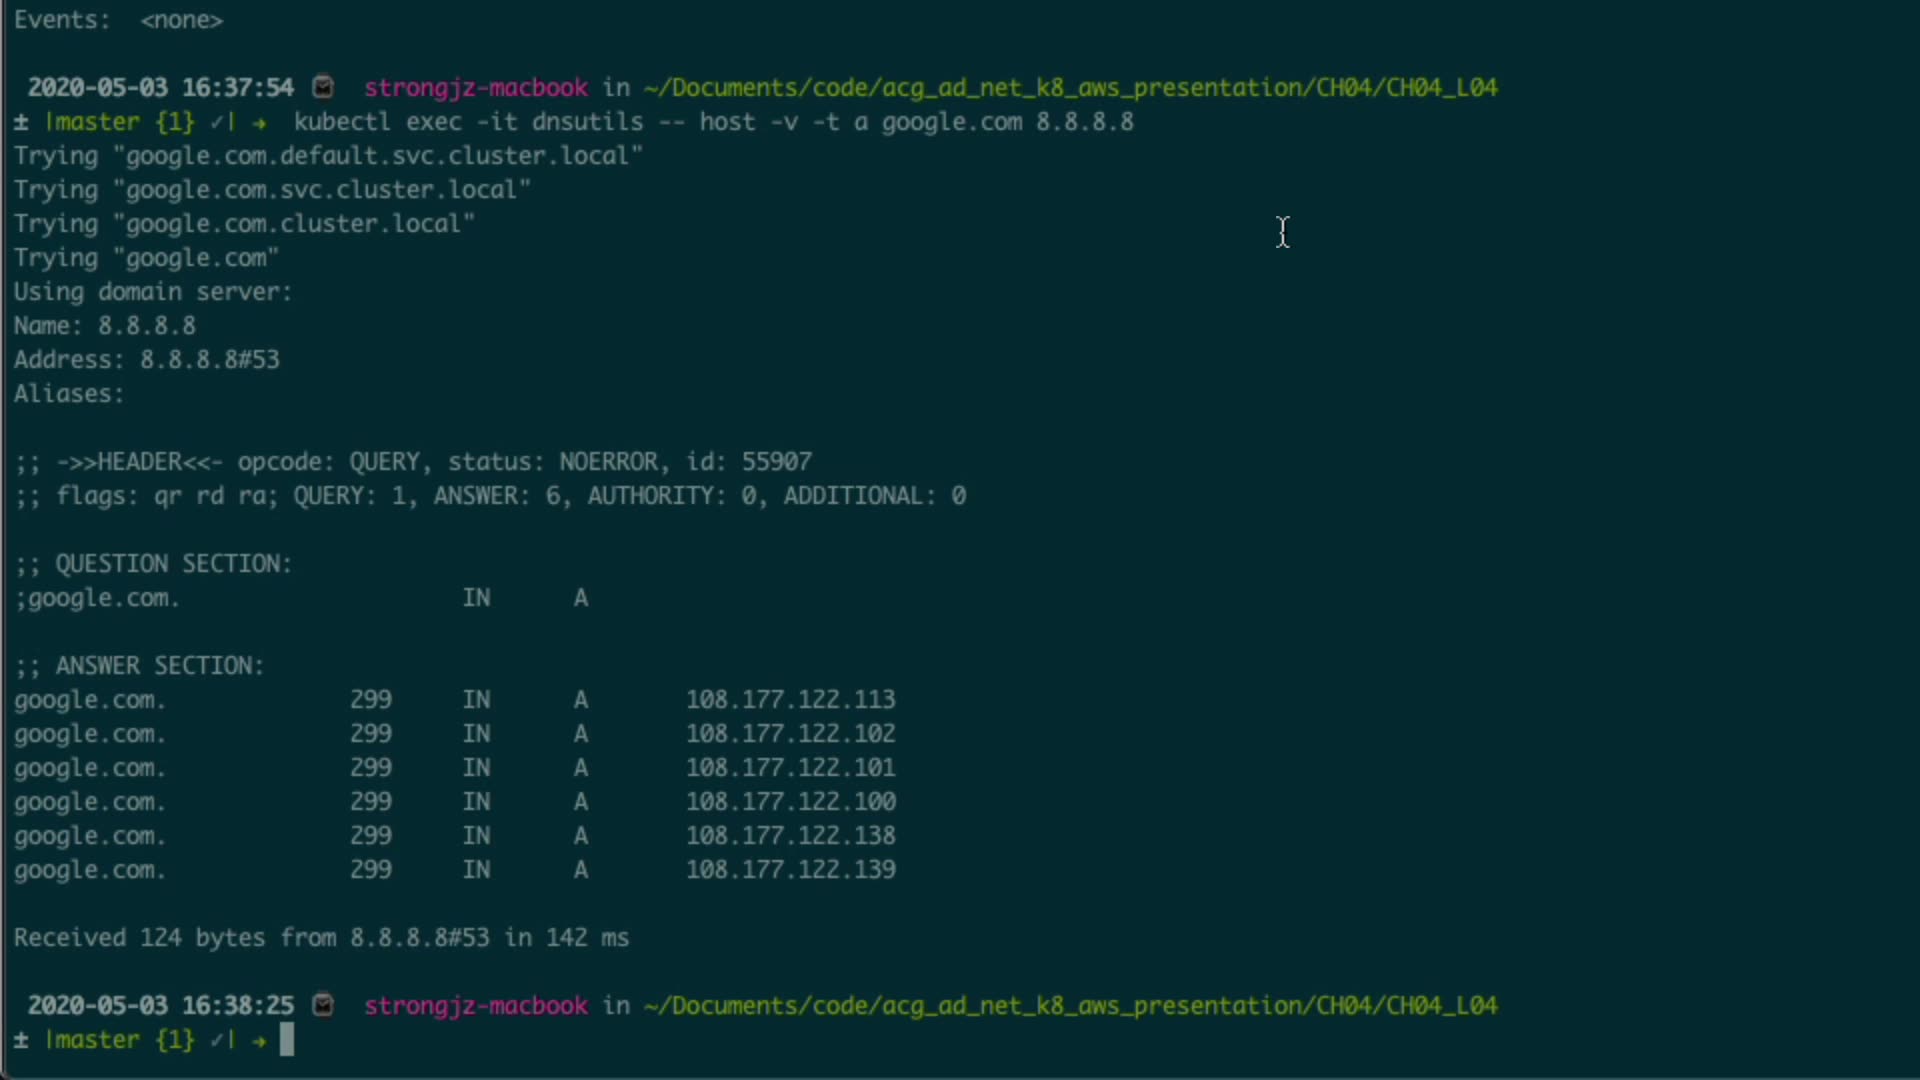 Events:  <none>
2020-05-03 16:37:54 strongjz-macbook in ~/Documents/code/acg_ad_net_k8_aws_presentation/CH04/CH04_L04
± |master {1} ✓| → kubectl exec -it dnsutils -- host -v -t a google.com 8.8.8.8
Trying "google.com.default.svc.cluster.local"
Trying "google.com.svc.cluster.local"
Trying "google.com.cluster.local"
Trying "google.com"
Using domain server:
Name: 8.8.8.8
Address: 8.8.8.8#53
Aliases:
;; ->>HEADER<<- opcode: QUERY, status: NOERROR, id: 55907
;; flags: qr rd ra; QUERY: 1, ANSWER: 6, AUTHORITY: 0, ADDITIONAL: 0
;; QUESTION SECTION:
;google.com. IN A
;; ANSWER SECTION:
google.com. 299 IN A 108.177.122.113
google.com. 299 IN A 108.177.122.102
google.com. 299 IN A 108.177.122.101
google.com. 299 IN A 108.177.122.100
google.com. 299 IN A 108.177.122.138
google.com. 299 IN A 108.177.122.139
Received 124 bytes from 8.8.8.8#53 in 142 ms
2020-05-03 16:38:25 strongjz-macbook in ~/Documents/code/acg_ad_net_k8_aws_presentation/CH04/CH04_L04
± |master {1} ✓| →